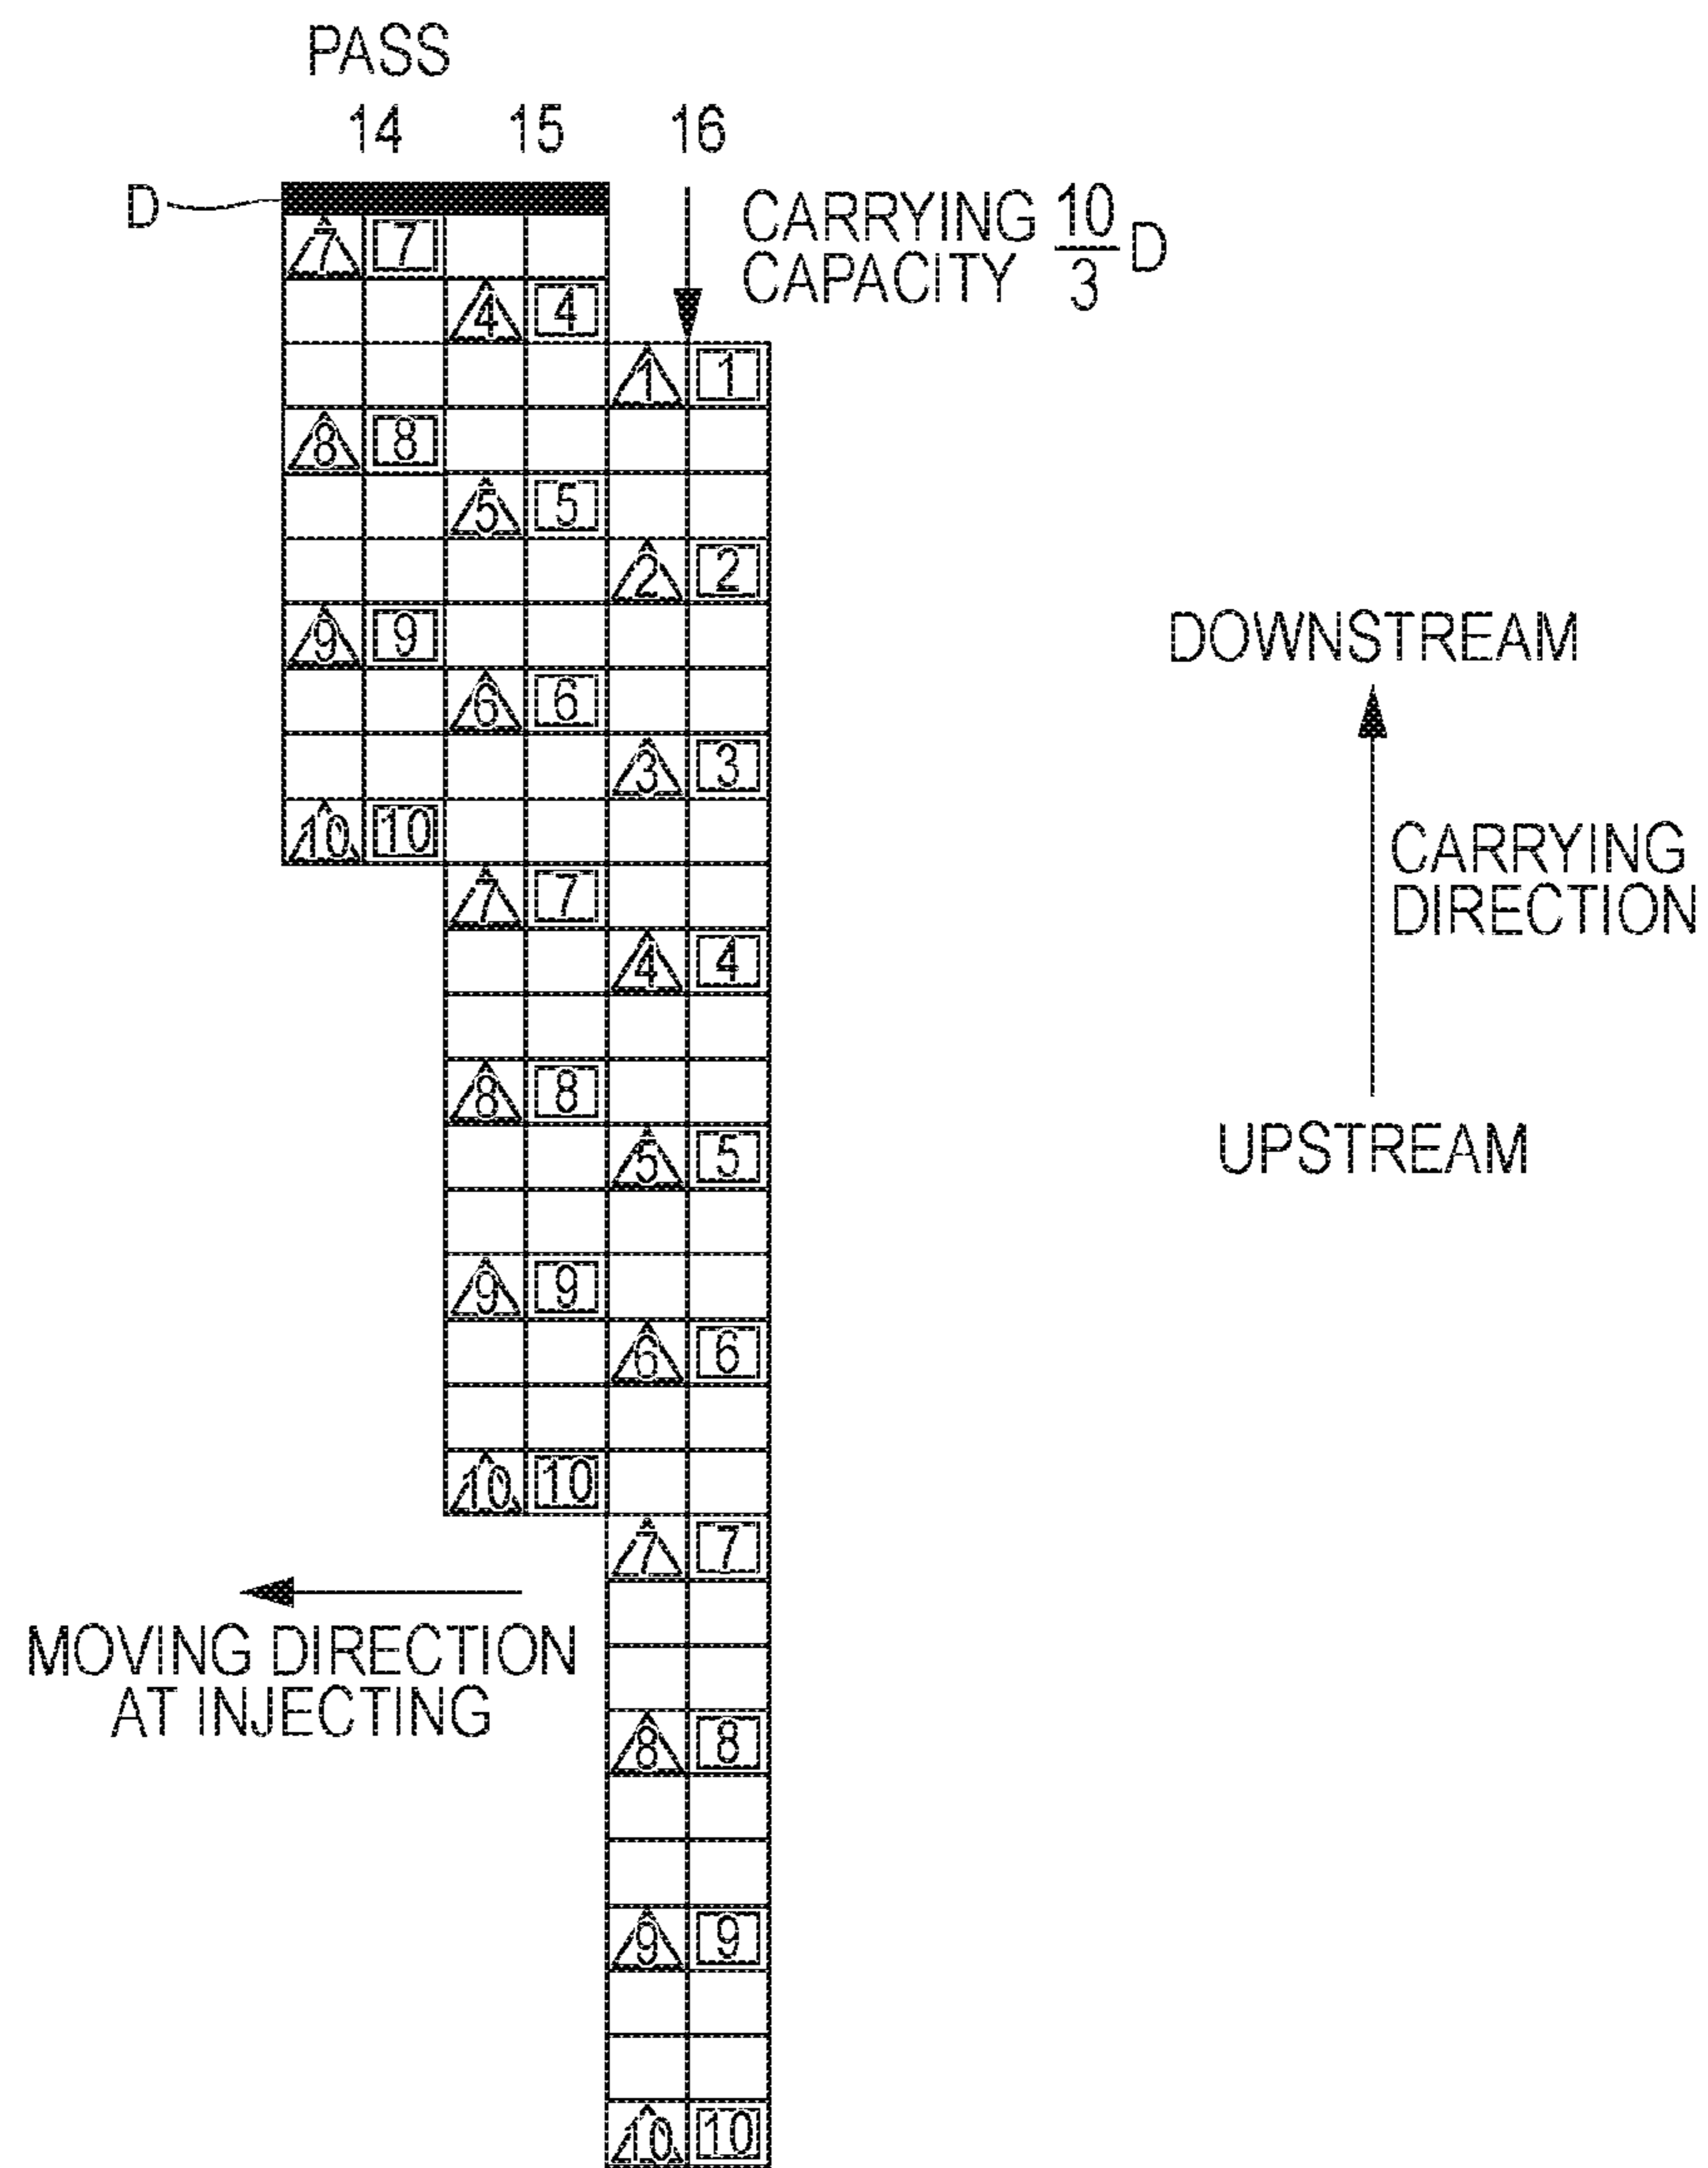 PASS
14 15 16
D
CARRYING 10/3 D
CAPACITY
7 7
4 4
1 1
8 8
5 5
2 2
9 9
6 6
3 3
10 10
7 7
4 4
8 8
5 5
9 9
6 6
10 10
7 7
8 8
9 9
10 10
DOWNSTREAM
CARRYING
DIRECTION
UPSTREAM
MOVING DIRECTION
AT INJECTING